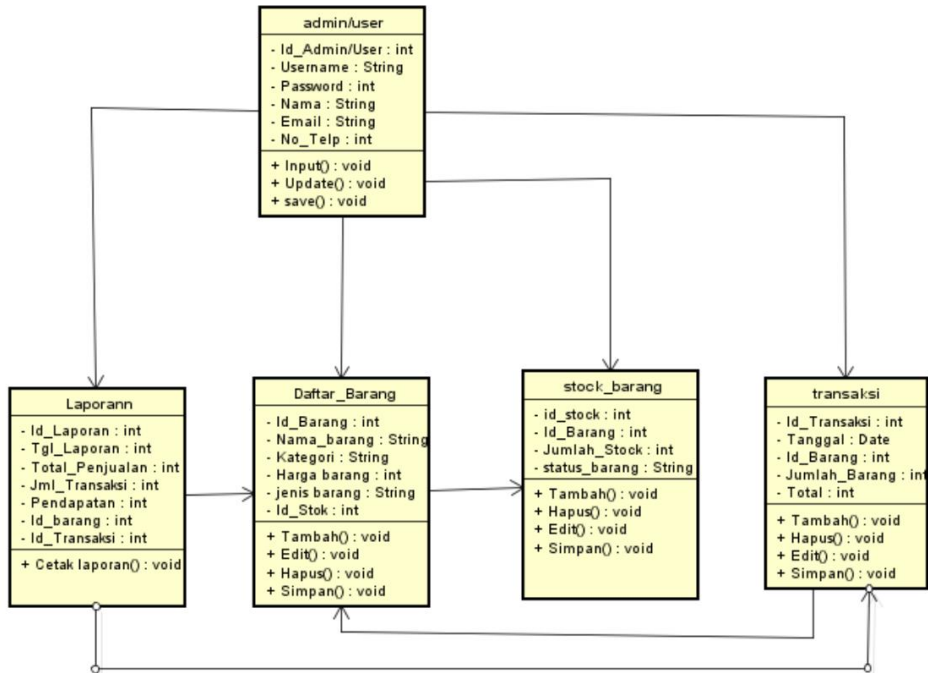 admin/user
- Id_Admin/User : int
- Username : String
- Password : int
- Nama : String
- Email : String
- No_Telp : int
+ Input() : void
+ Update() : void
+ save() : void
Laporann
- Id_Laporan : int
- Tgl_Laporan : int
- Total_Penjualan : int
- Jml_Transaksi : int
- Pendapatan : int
- Id_barang : int
- Id_Transaksi : int
+ Cetak laporan() : void
Daftar_Barang
- Id_Barang : int
- Nama_barang : String
- Kategori : String
- Harga barang : int
- jenis barang : String
- Id_Stok : int
+ Tambah() : void
+ Edit() : void
+ Hapus() : void
+ Simpan() : void
stock_barang
- id_stock : int
- Id_Barang : int
- Jumlah_Stock : int
- status_barang : String
+ Tambah() : void
+ Hapus() : void
+ Edit() : void
+ Simpan() : void
transaksi
- Id_Transaksi : int
- Tanggal : Date
- Id_Barang : int
- Jumlah_Barang : int
- Total : int
+ Tambah() : void
+ Hapus() : void
+ Edit() : void
+ Simpan() : void